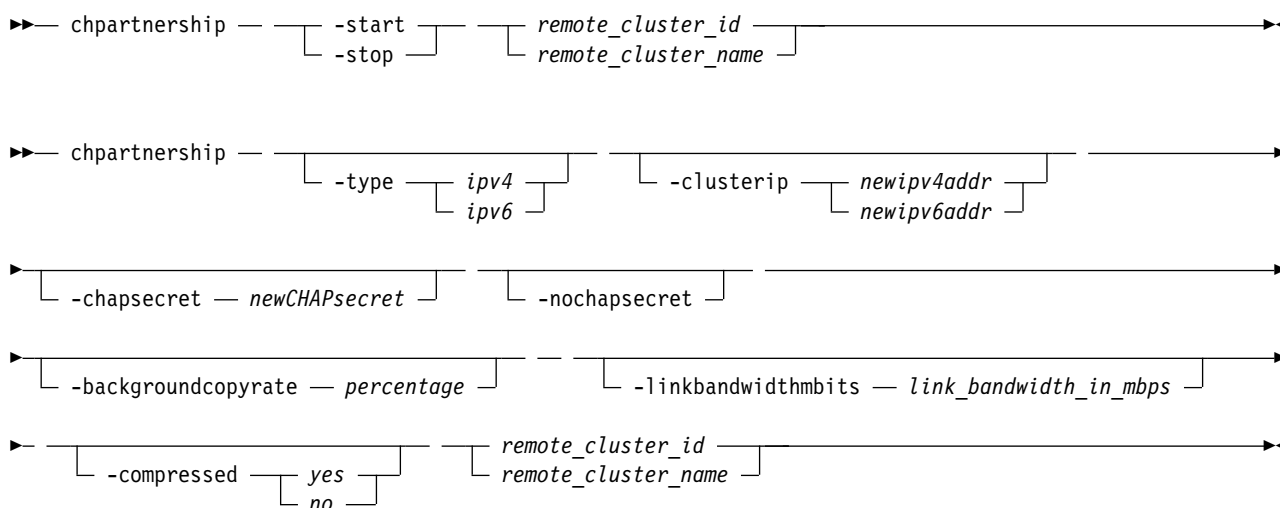 chpartnership -start remote_cluster_id
-stop remote_cluster_name
chpartnership
-type ipv4 -clusterip newipv4addr
ipv6 newipv6addr
-chapsecret newCHAPsecret -nochapsecret
-backgroundcopyrate percentage -linkbandwidthmbits link_bandwidth_in_mbps
remote_cluster_id
-compressed yes remote_cluster_name
no